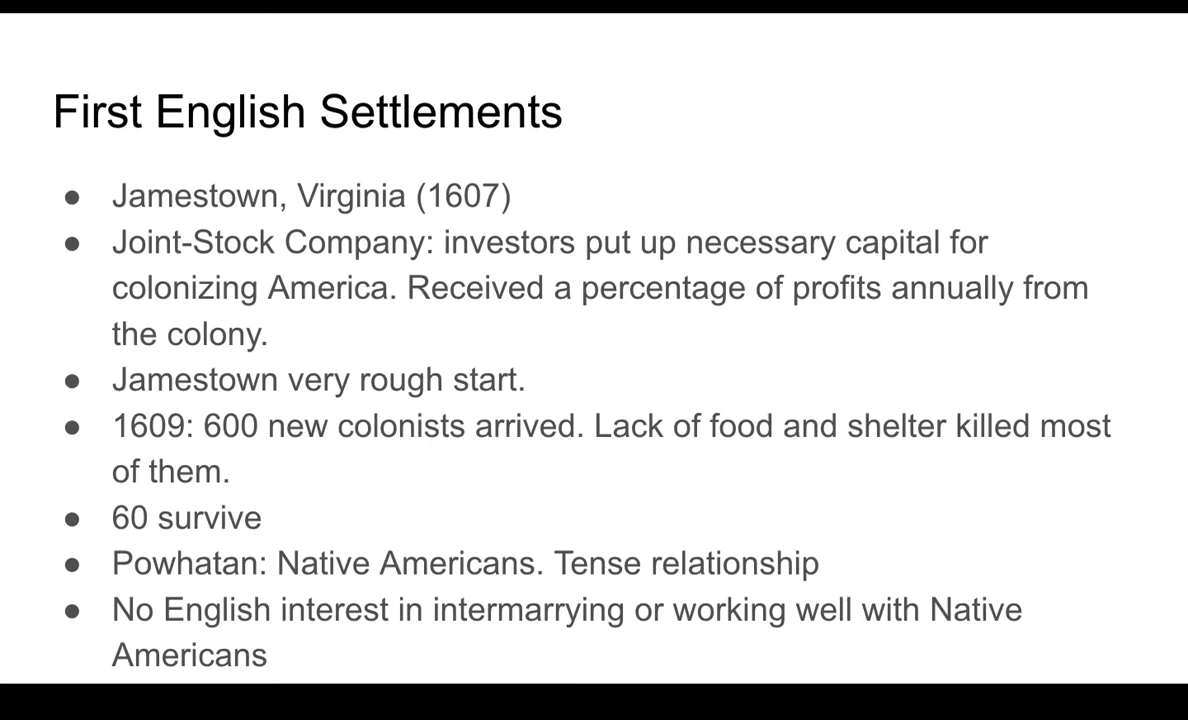 First English Settlements
● Jamestown, Virginia (1607)
● Joint-Stock Company: investors put up necessary capital for
colonizing America. Received a percentage of profits annually from
the colony.
● Jamestown very rough start.
● 1609: 600 new colonists arrived. Lack of food and shelter killed most
of them.
● 60 survive
● Powhatan: Native Americans. Tense relationship
● No English interest in intermarrying or working well with Native
Americans